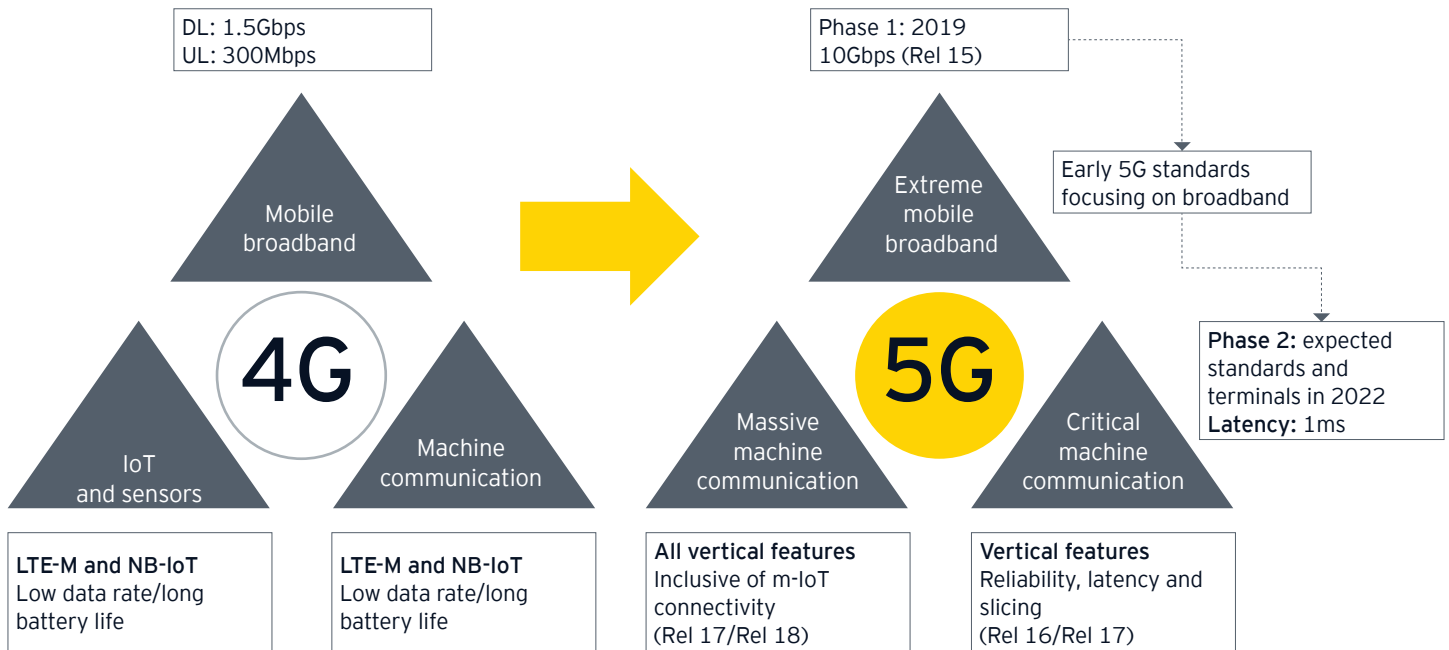 DL: 1.5Gbps
UL: 300Mbps
Mobile
broadband
4G
IoT
and sensors
Machine
communication
LTE-M and NB-IoT
Low data rate/long
battery life
LTE-M and NB-IoT
Low data rate/long
battery life
Phase 1: 2019
10Gbps (Rel 15)
Extreme
mobile
broadband
Early 5G standards
focusing on broadband
5G
Phase 2: expected
standards and
terminals in 2022
Latency: 1ms
Massive
machine
communication
Critical
machine
communication
All vertical features
Inclusive of m-IoT
connectivity
(Rel 17/Rel 18)
Vertical features
Reliability, latency and
slicing
(Rel 16/Rel 17)